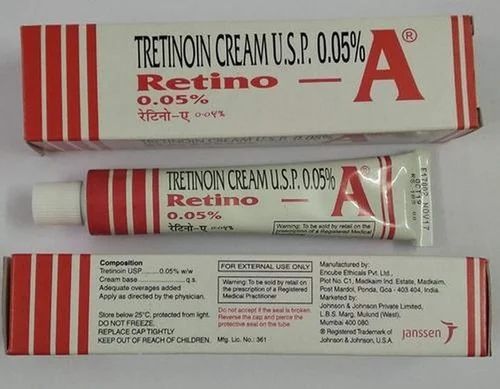 TRETINOIN CREAM U.S.P. 0.05%
Retino — A®
0.05%
रेटिनो-ए ०.०५%
TRETINOIN CREAM U.S.P. 0.05%
Retino — A®
0.05%
रेटिनो-ए ०.०५%
Warning: To be sold by retail on the
prescription of a Registered Medical
NOV17
Composition
Tretinoin USP........0.05% w/w
Cream base ................ q.s.
Adequate overages added
Apply as directed by the physician.
Store below 25°C, protected from light.
DO NOT FREEZE.
REPLACE CAP TIGHTLY
KEEP OUT OF REACH OF CHILDREN.
FOR EXTERNAL USE ONLY
Warning: To be sold by retail on
the prescription of a Registered
Medical Practitioner
Do not accept if the seal is broken.
Reverse the cap and pierce the
protective seal on the tube
Mfg. Lic. No.: 361
Manufactured by:
Encube Ethicals Pvt. Ltd.,
Plot No. C1, Madkaim Ind. Estate, Madkaim,
Post Mardol, Ponda, Goa - 403 404, India.
Marketed by:
Johnson & Johnson Private Limited,
L.B.S. Marg, Mulund (West),
Mumbai 400 080.
® Registered Trademark of
Johnson & Johnson, U.S.A.
janssen